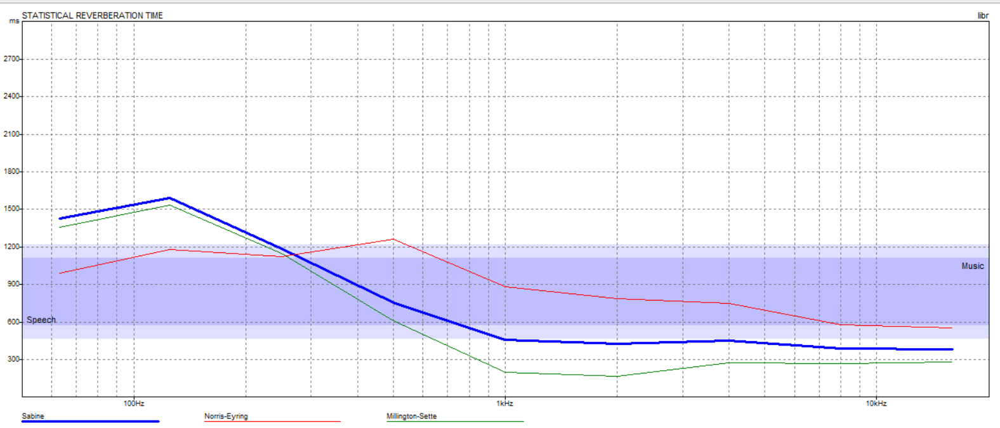 STATISTICAL REVERBERATION TIME
libr
ms
2700
2400
2100
1800
1500
1200
900
600
300
Music
Speech
100Hz
1kHz
10kHz
Sabine
Norris-Eyring
Millington-Sette